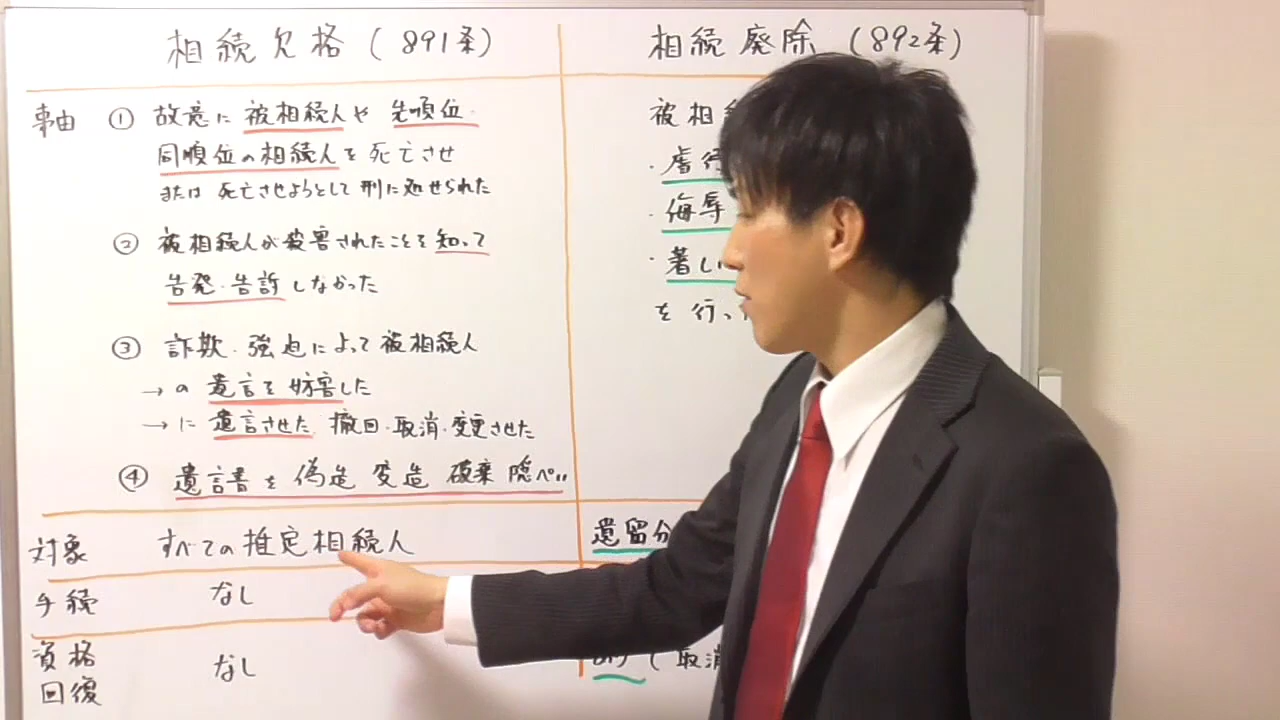 相続欠格(891条)
相続廃除(892条)
事由
① 故意に被相続人や先順位・
同順位の相続人を死亡させ
または死亡させようとして刑に処せられた
② 被相続人が殺害されたことを知って
告発・告訴しなかった
③ 詐欺・強迫によって被相続人
→の遺言を妨害した
→に遺言させた、撤回・取消・変更させた
④ 遺言書を偽造 変造 破棄 隠ぺい
被相
・虐行
・侮辱
・著し
を行っ
対象
すべての推定相続人
遺留分
手続
なし
資格
回復
なし
(取消